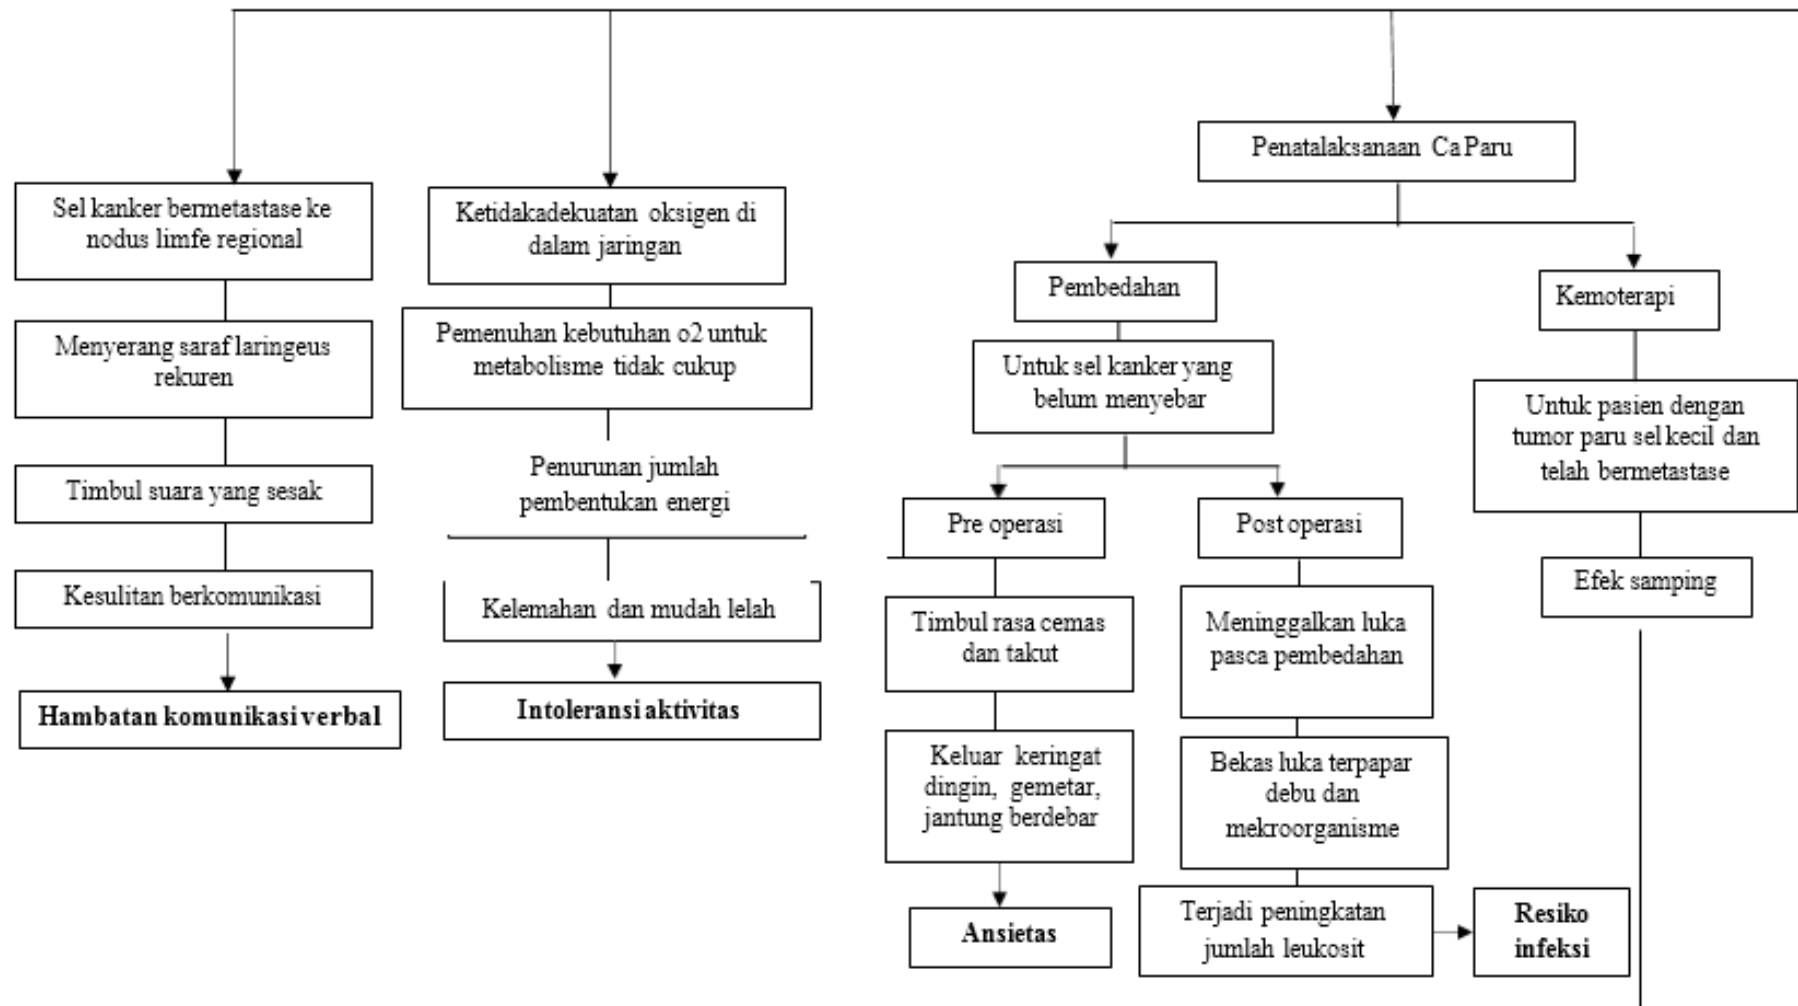 Sel kanker bermetastase ke
nodus limfe regional
Menyerang saraf laringeus
rekuren
Timbul suara yang sesak
Kesulitan berkomunikasi
Hambatan komunikasi verbal
Ketidakadekuatan oksigen di
dalam jaringan
Pemenuhan kebutuhan o2 untuk
metabolisme tidak cukup
Penurunan jumlah
pembentukan energi
Kelemahan dan mudah lelah
Intoleransi aktivitas
Penatalaksanaan Ca Paru
Pembedahan
Untuk sel kanker yang
belum menyebar
Pre operasi
Timbul rasa cemas
dan takut
Keluar keringat
dingin, gemetar,
jantung berdebar
Ansietas
Post operasi
Meninggalkan luka
pasca pembedahan
Bekas luka terpapar
debu dan
mekroorganisme
Terjadi peningkatan
jumlah leukosit
Resiko
infeksi
Kemoterapi
Untuk pasien dengan
tumor paru sel kecil dan
telah bermetastase
Efek samping